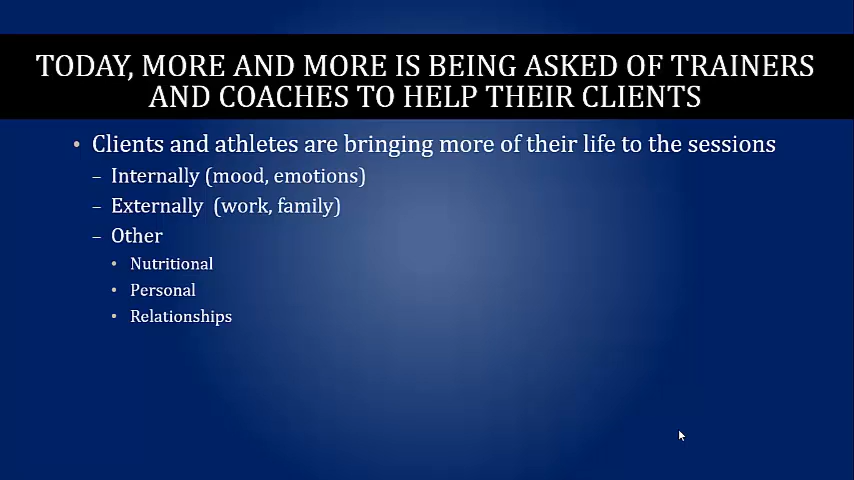 TODAY, MORE AND MORE IS BEING ASKED OF TRAINERS
AND COACHES TO HELP THEIR CLIENTS
• Clients and athletes are bringing more of their life to the sessions
– Internally (mood, emotions)
– Externally (work, family)
– Other
• Nutritional
• Personal
• Relationships